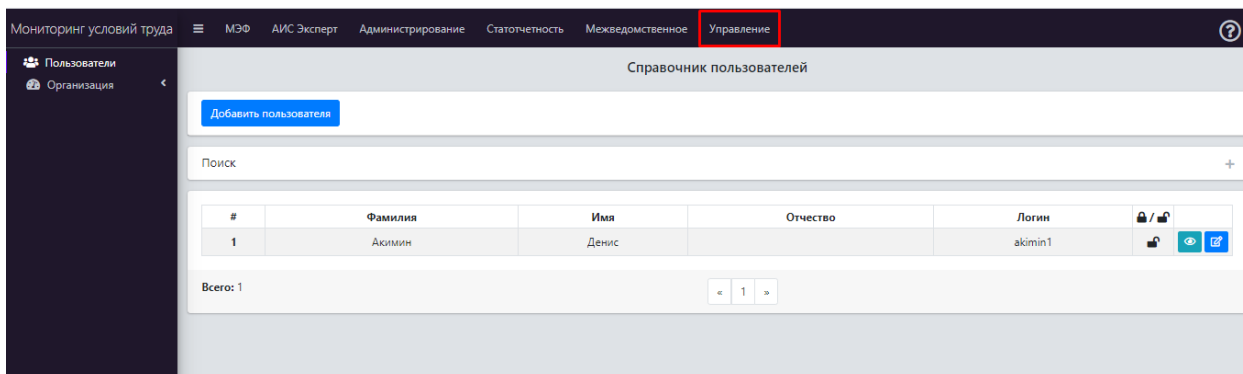 Мониторинг условий труда МЭФ АИС Эксперт Администрирование Статотчетность Межведомственное Управление
Пользователи
Организация
Справочник пользователей
Добавить пользователя
Поиск
# Фамилия Имя Отчество Логин /
1 Акимин Денис akimin1
Всего: 1 « 1 »